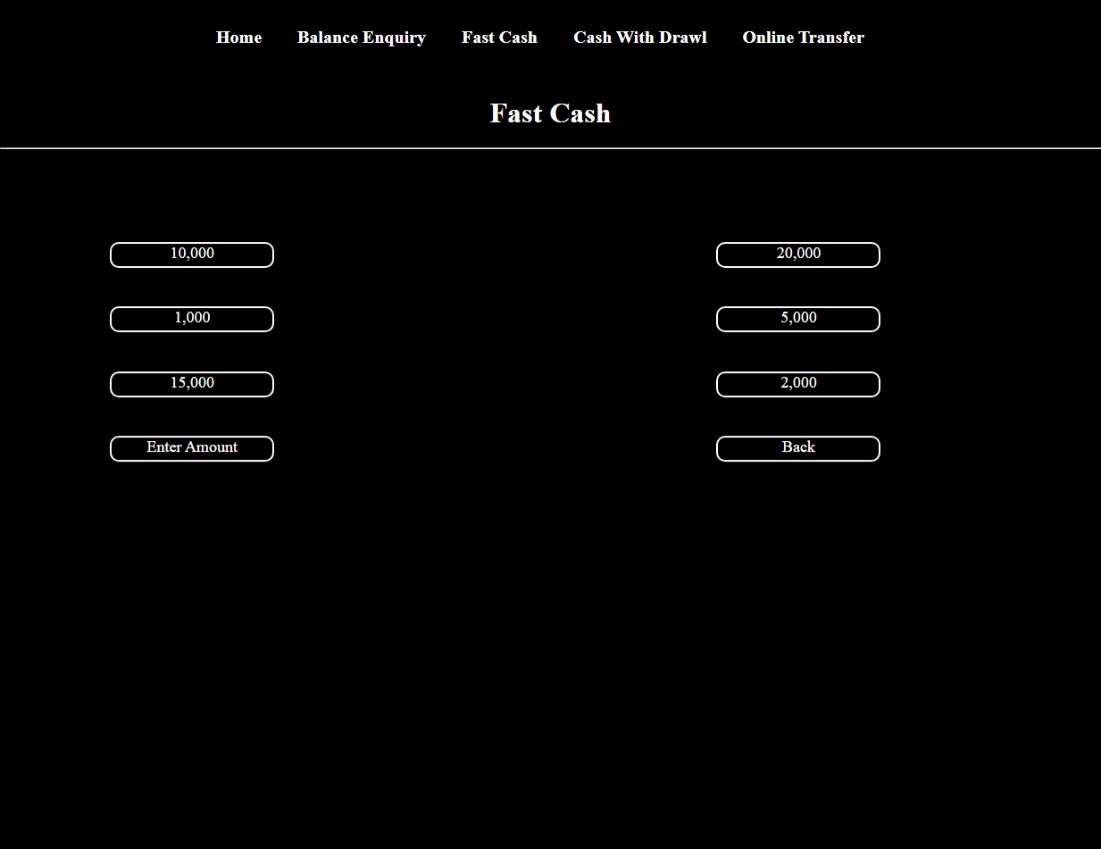 Home Balance Enquiry Fast Cash Cash With Drawl Online Transfer
Fast Cash
10,000 20,000
1,000 5,000
15,000 2,000
Enter Amount Back